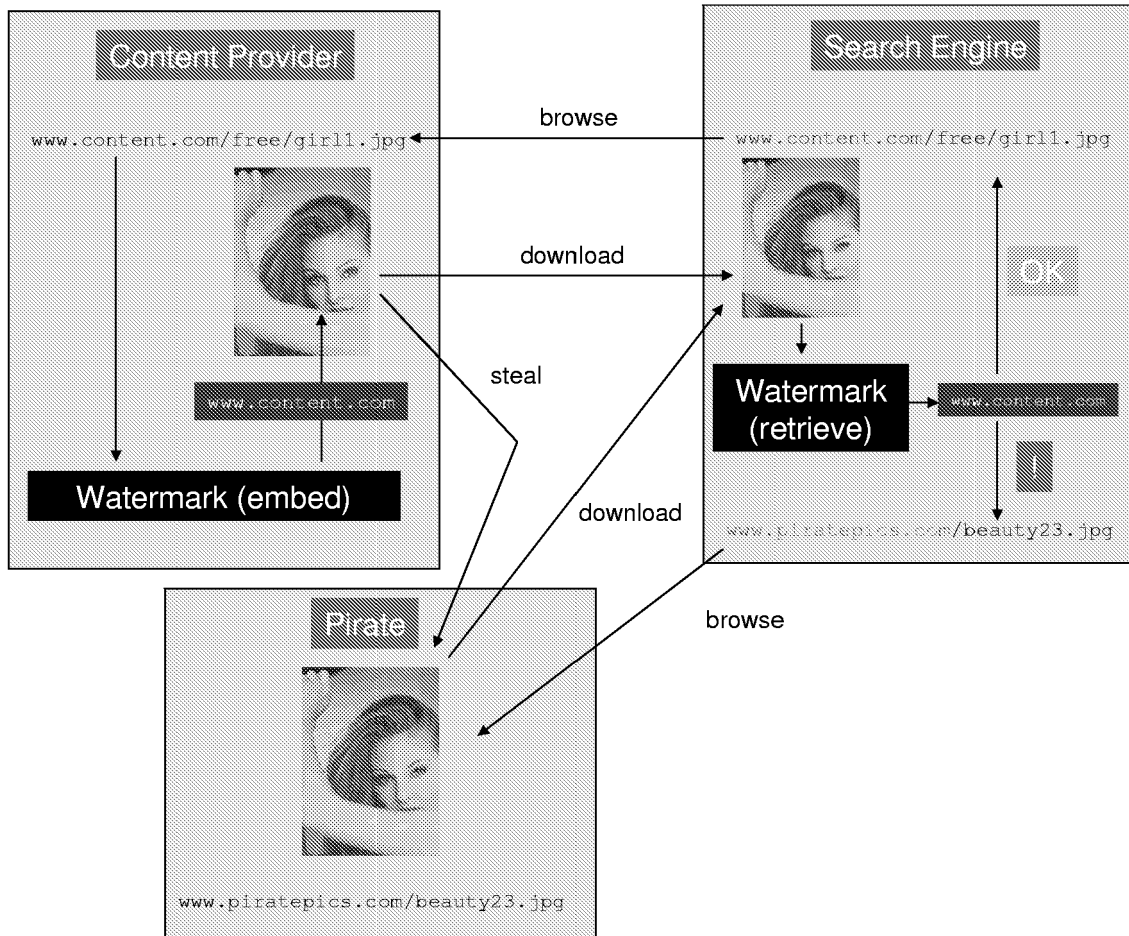 Content Provider
www.content.com/free/girl1.jpg
www.content.com
Watermark (embed)
browse
download
steal
download
browse
Search Engine
www.content.com/free/girl1.jpg
OK
Watermark
(retrieve)
www.content.com
!
www.piratepics.com/beauty23.jpg
Pirate
www.piratepics.com/beauty23.jpg